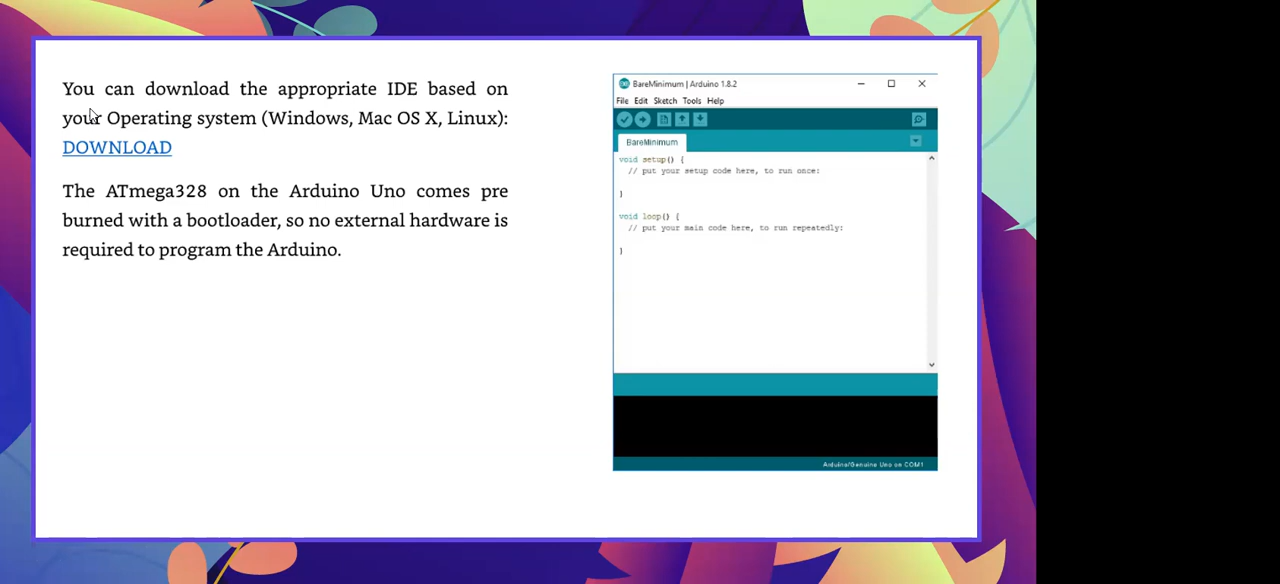 You can download the appropriate IDE based on
your Operating system (Windows, Mac OS X, Linux):
DOWNLOAD
The ATmega328 on the Arduino Uno comes pre
burned with a bootloader, so no external hardware is
required to program the Arduino.
BareMinimum | Arduino 1.8.2
File Edit Sketch Tools Help
BareMinimum
void setup() {
// put your setup code here, to run once:
}
void loop() {
// put your main code here, to run repeatedly:
}
Arduino/Genuino Uno on COM1